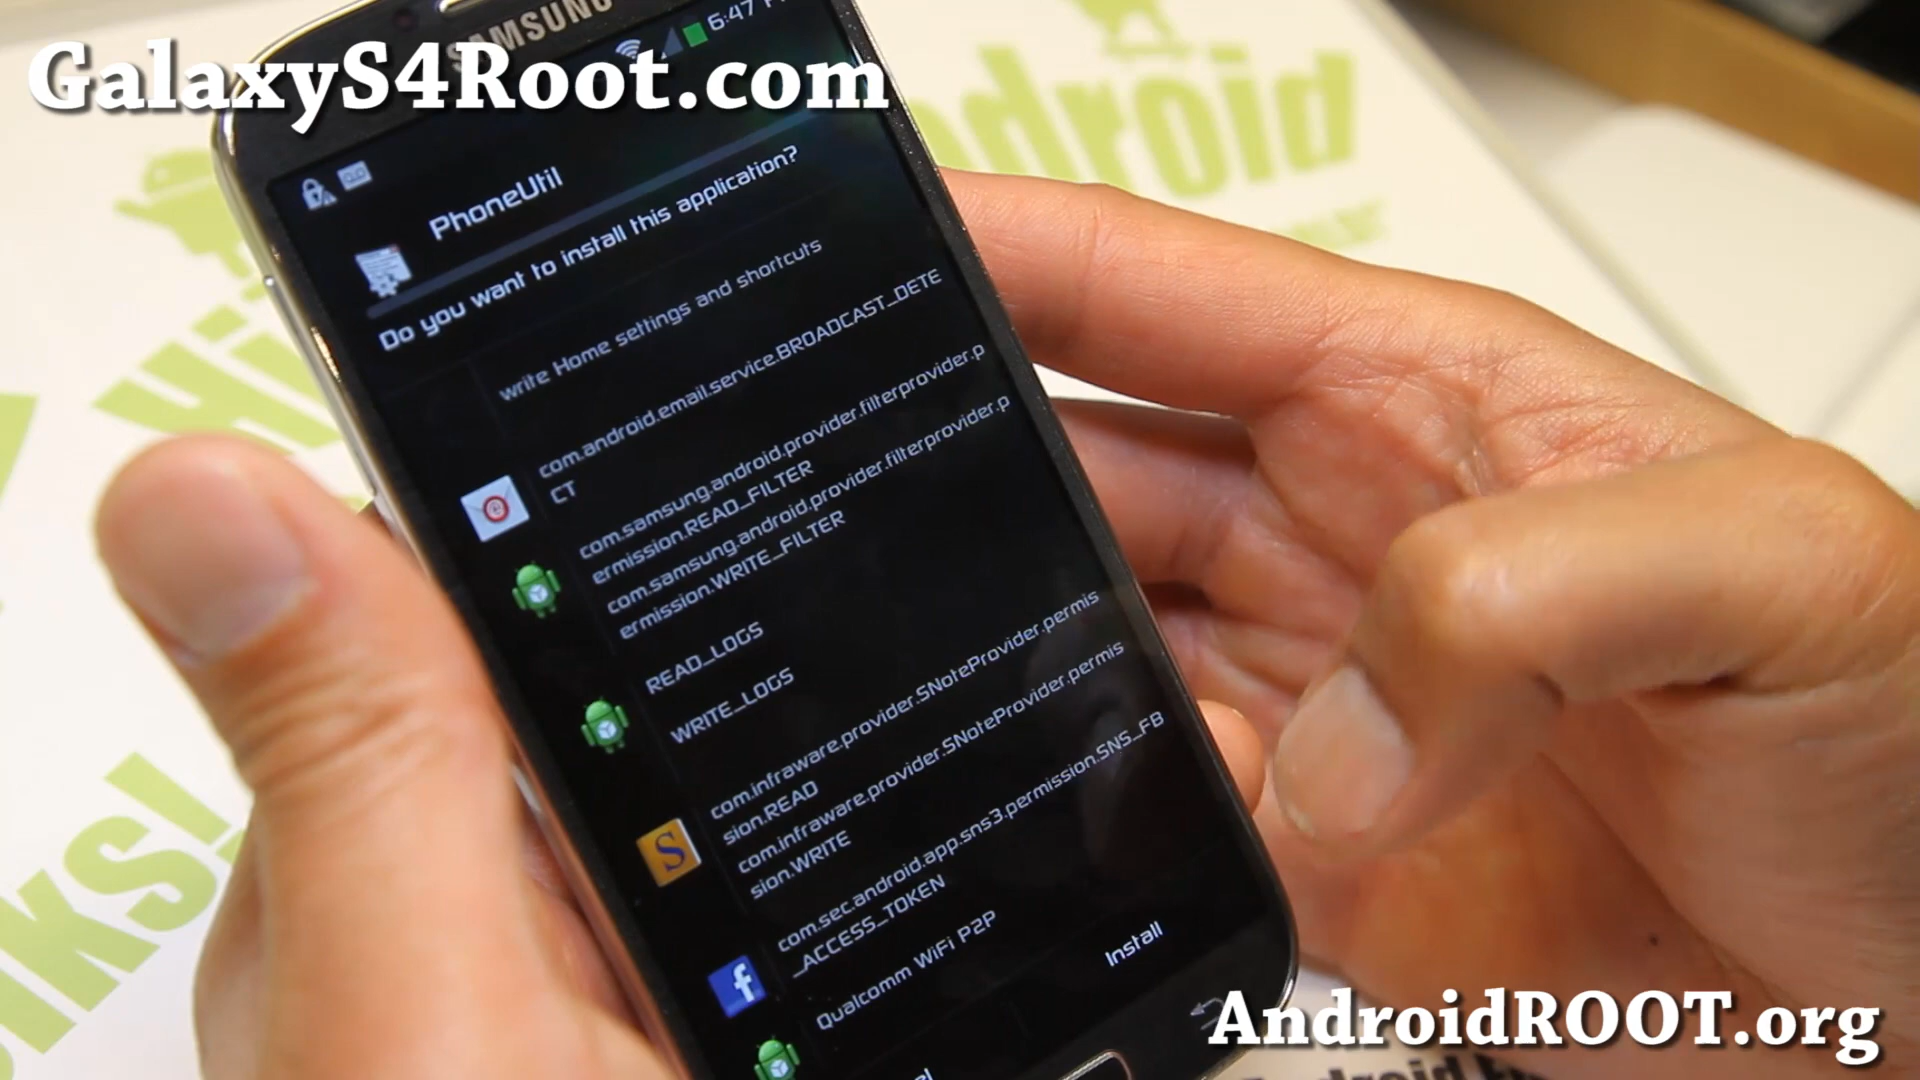 SAMSUNG
6:47 P
GalaxyS4Root.com
PhoneUtil
Do you want to install this application?
write Home settings and shortcuts
com.android.email.service.BROADCAST_DETE
CT
com.samsung.android.provider.filterprovider.p
ermission.READ_FILTER
com.samsung.android.provider.filterprovider.p
ermission.WRITE_FILTER
READ_LOGS
WRITE_LOGS
com.infraware.provider.SNoteProvider.permis
sion.READ
com.infraware.provider.SNoteProvider.permis
sion.WRITE
com.sec.android.app.sns3.permission.SNS_FB
_ACCESS_TOKEN
Qualcomm WiFi P2P
Install
AndroidROOT.org